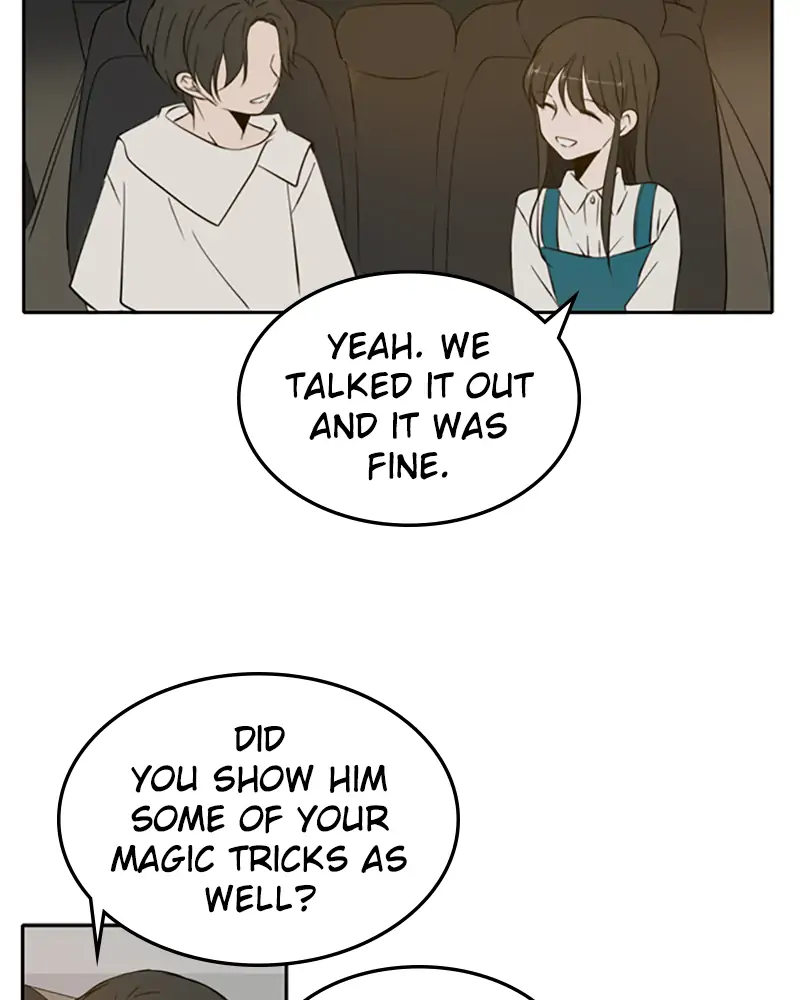 YEAH. WE
TALKED IT OUT
AND IT WAS
FINE.
DID
YOU SHOW HIM
SOME OF YOUR
MAGIC TRICKS AS
WELL?